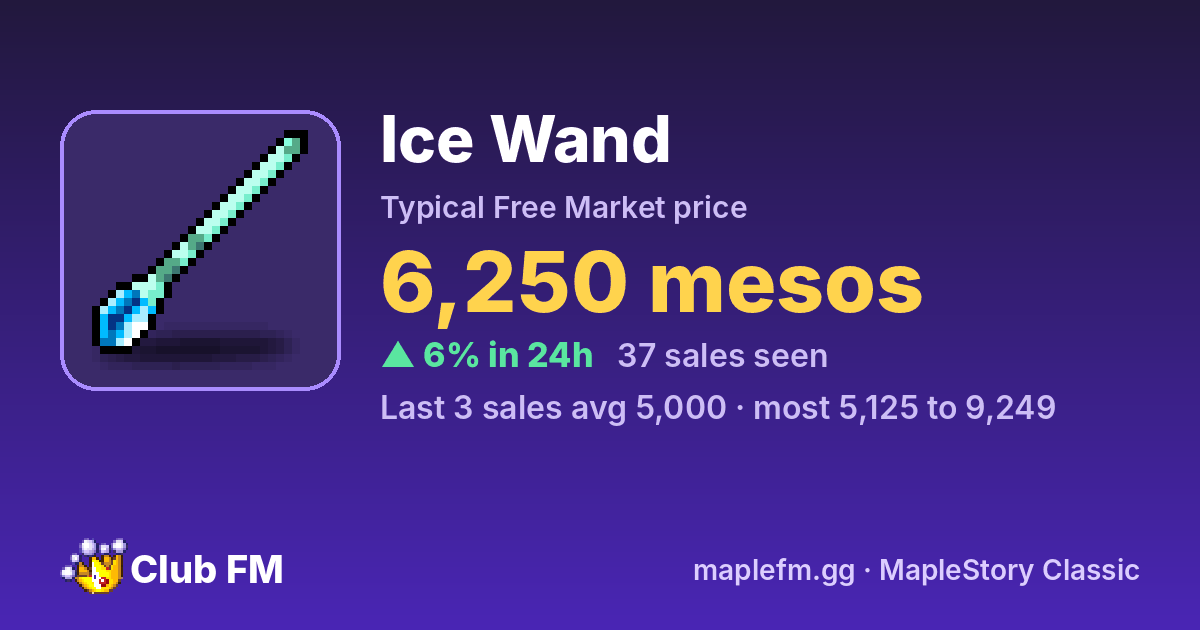 Ice Wand
Typical Free Market price
6,250 mesos
▲ 6% in 24h 37 sales seen
Last 3 sales avg 5,000 · most 5,125 to 9,249
Club FM
maplefm.gg · MapleStory Classic